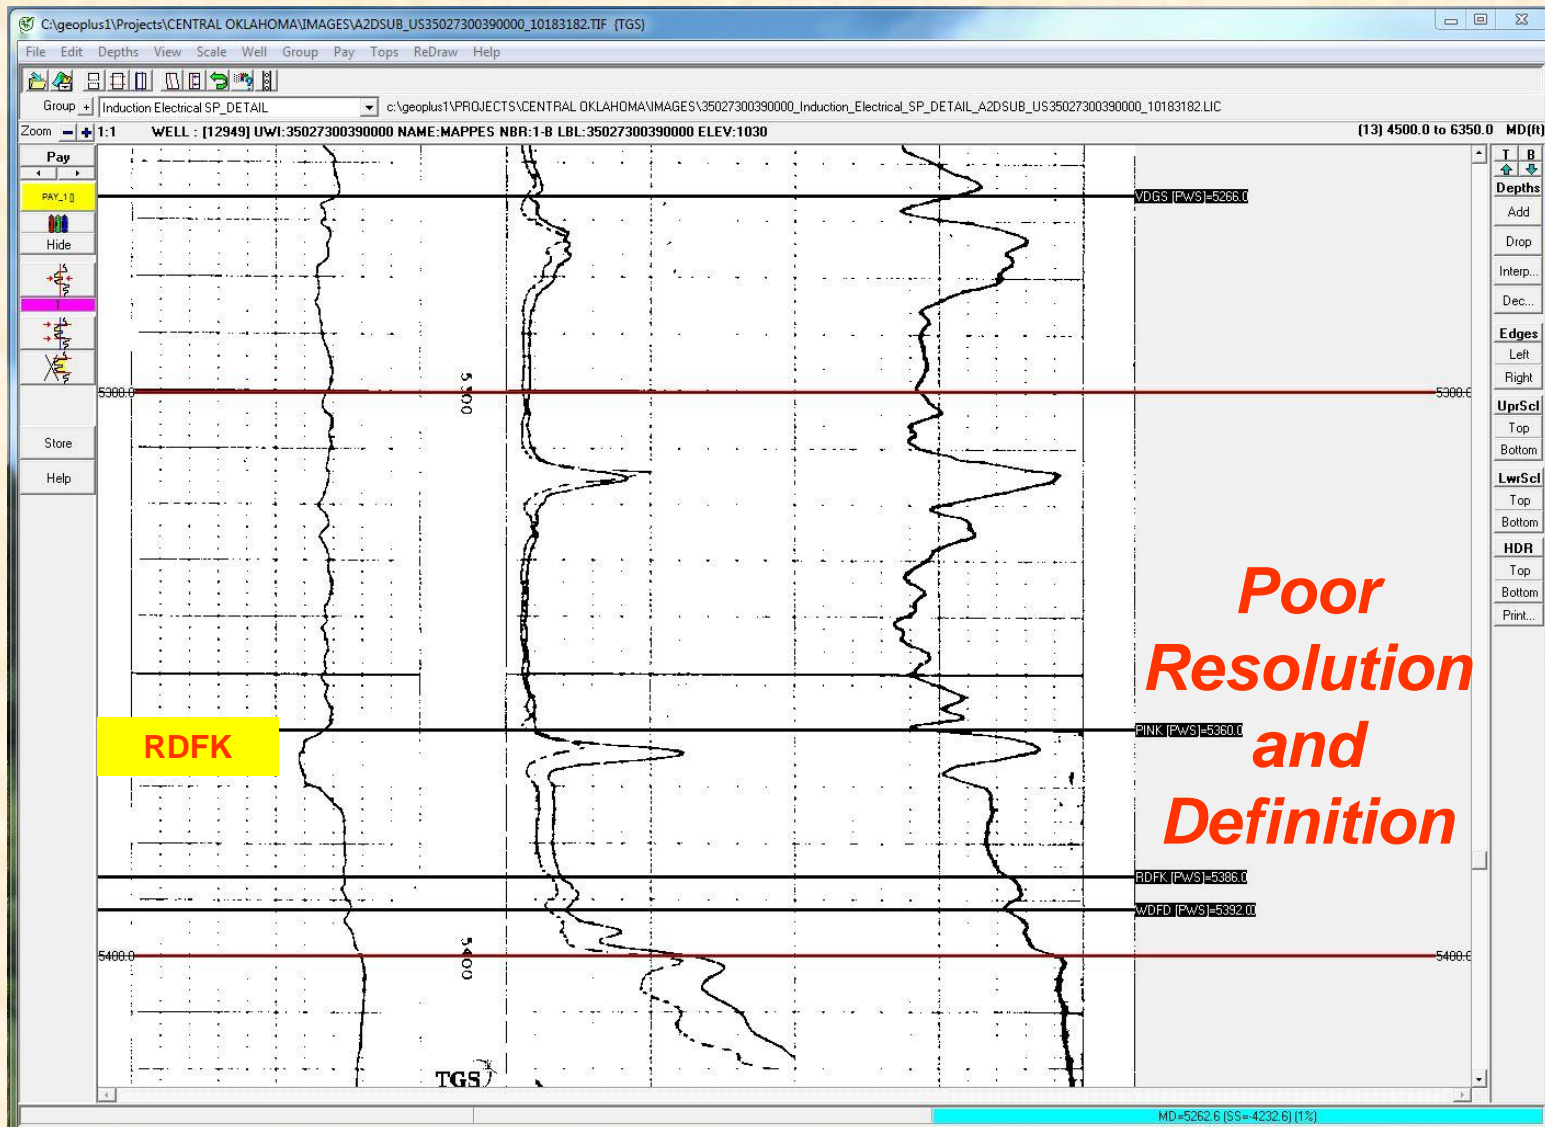 C:\geoplus1\Projects\CENTRAL OKLAHOMA\IMAGES\A2DSUB_US35027300390000_10183182.TIF  {TGS}
File Edit Depths View Scale Well Group Pay Tops ReDraw Help
Group + Induction Electrical SP_DETAIL c:\geoplus1\PROJECTS\CENTRAL OKLAHOMA\IMAGES\35027300390000_Induction_Electrical_SP_DETAIL_A2DSUB_US35027300390000_10183182.LIC
Zoom - + 1:1 WELL : [12949] UWI:35027300390000 NAME:MAPPES NBR:1-B LBL:35027300390000 ELEV:1030 (13) 4500.0 to 6350.0 MD(ft)
Pay
PAY_1 []
Hide
1
Store
Help
VDGS [PWS]=5266.0
5300.0 5300 5300.0
RDFK
PINK [PWS]=5360.0
RDFK [PWS]=5386.0
WDFD [PWS]=5392.00
5400.0 5400 5400.0
TGS
Poor
Resolution
and
Definition
T B
Depths
Add
Drop
Interp...
Dec...
Edges
Left
Right
UprScl
Top
Bottom
LwrScl
Top
Bottom
HDR
Top
Bottom
Print...
MD=5262.6 (SS=-4232.6) (1%)